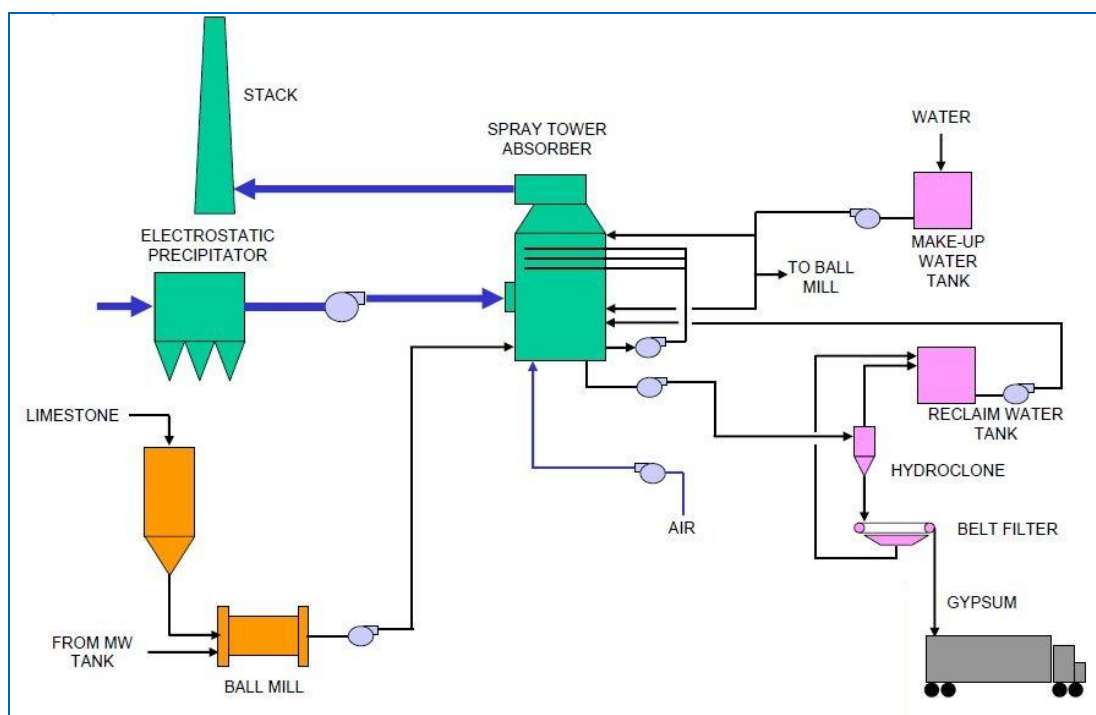 STACK
SPRAY TOWER
ABSORBER
WATER
ELECTROSTATIC
PRECIPITATOR
MAKE-UP
WATER
TANK
TO BALL
MILL
LIMESTONE
RECLAIM WATER
TANK
HYDROCLONE
AIR
BELT FILTER
GYPSUM
FROM MW
TANK
BALL MILL